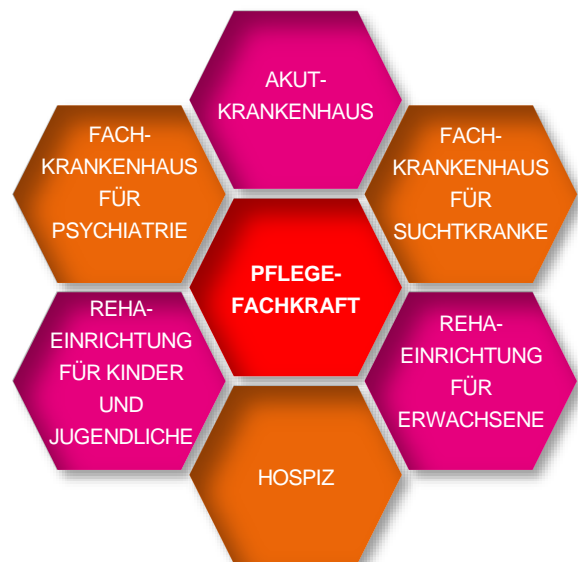 AKUT-
KRANKENHAUS
FACH-
KRANKENHAUS
FÜR
PSYCHIATRIE
FACH-
KRANKENHAUS
FÜR
SUCHTKRANKE
PFLEGE-
FACHKRAFT
REHA-
EINRICHTUNG
FÜR KINDER
UND
JUGENDLICHE
REHA-
EINRICHTUNG
FÜR
ERWACHSENE
HOSPIZ